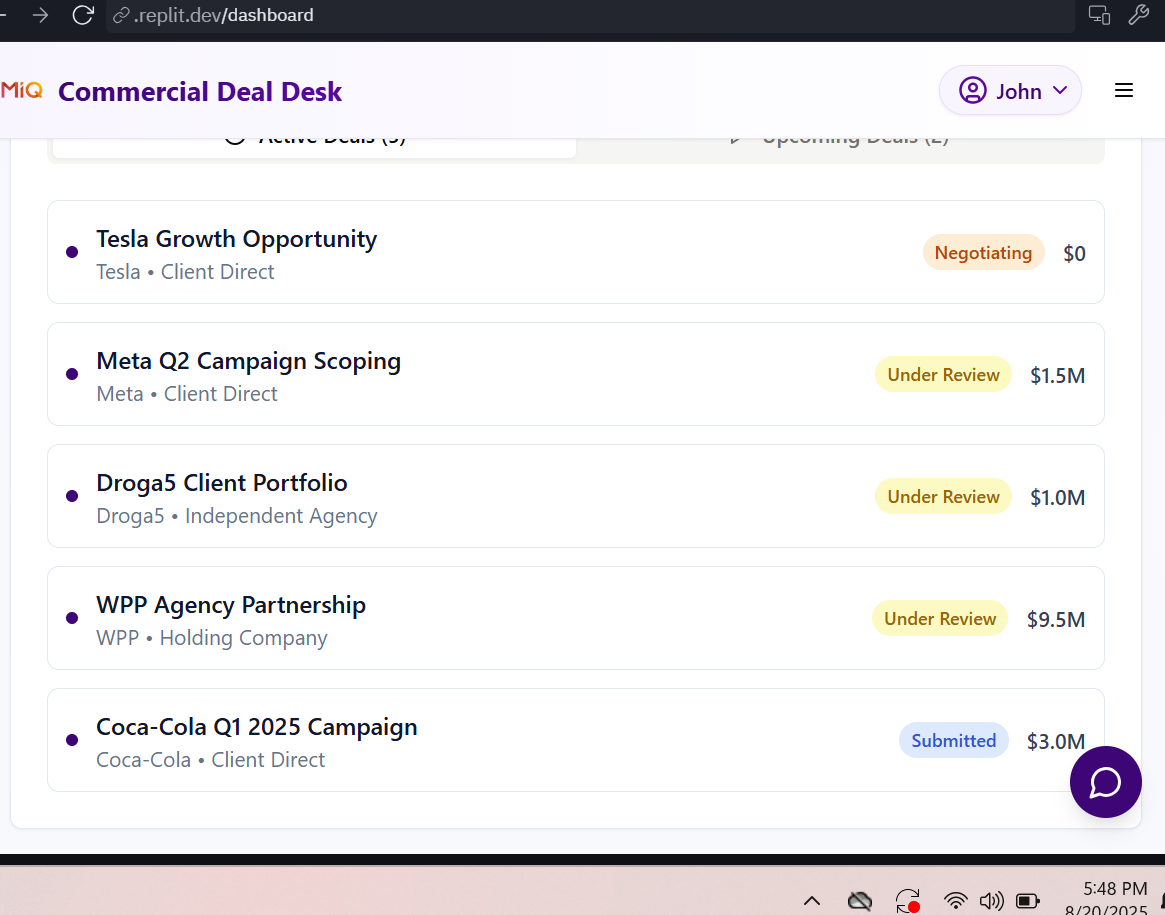 .replit.dev/dashboard
MiQ Commercial Deal Desk
John
Active Deals (5)
Upcoming Deals (2)
Tesla Growth Opportunity
Tesla • Client Direct
Negotiating
$0
Meta Q2 Campaign Scoping
Meta • Client Direct
Under Review
$1.5M
Droga5 Client Portfolio
Droga5 • Independent Agency
Under Review
$1.0M
WPP Agency Partnership
WPP • Holding Company
Under Review
$9.5M
Coca-Cola Q1 2025 Campaign
Coca-Cola • Client Direct
Submitted
$3.0M
5:48 PM
8/20/2025